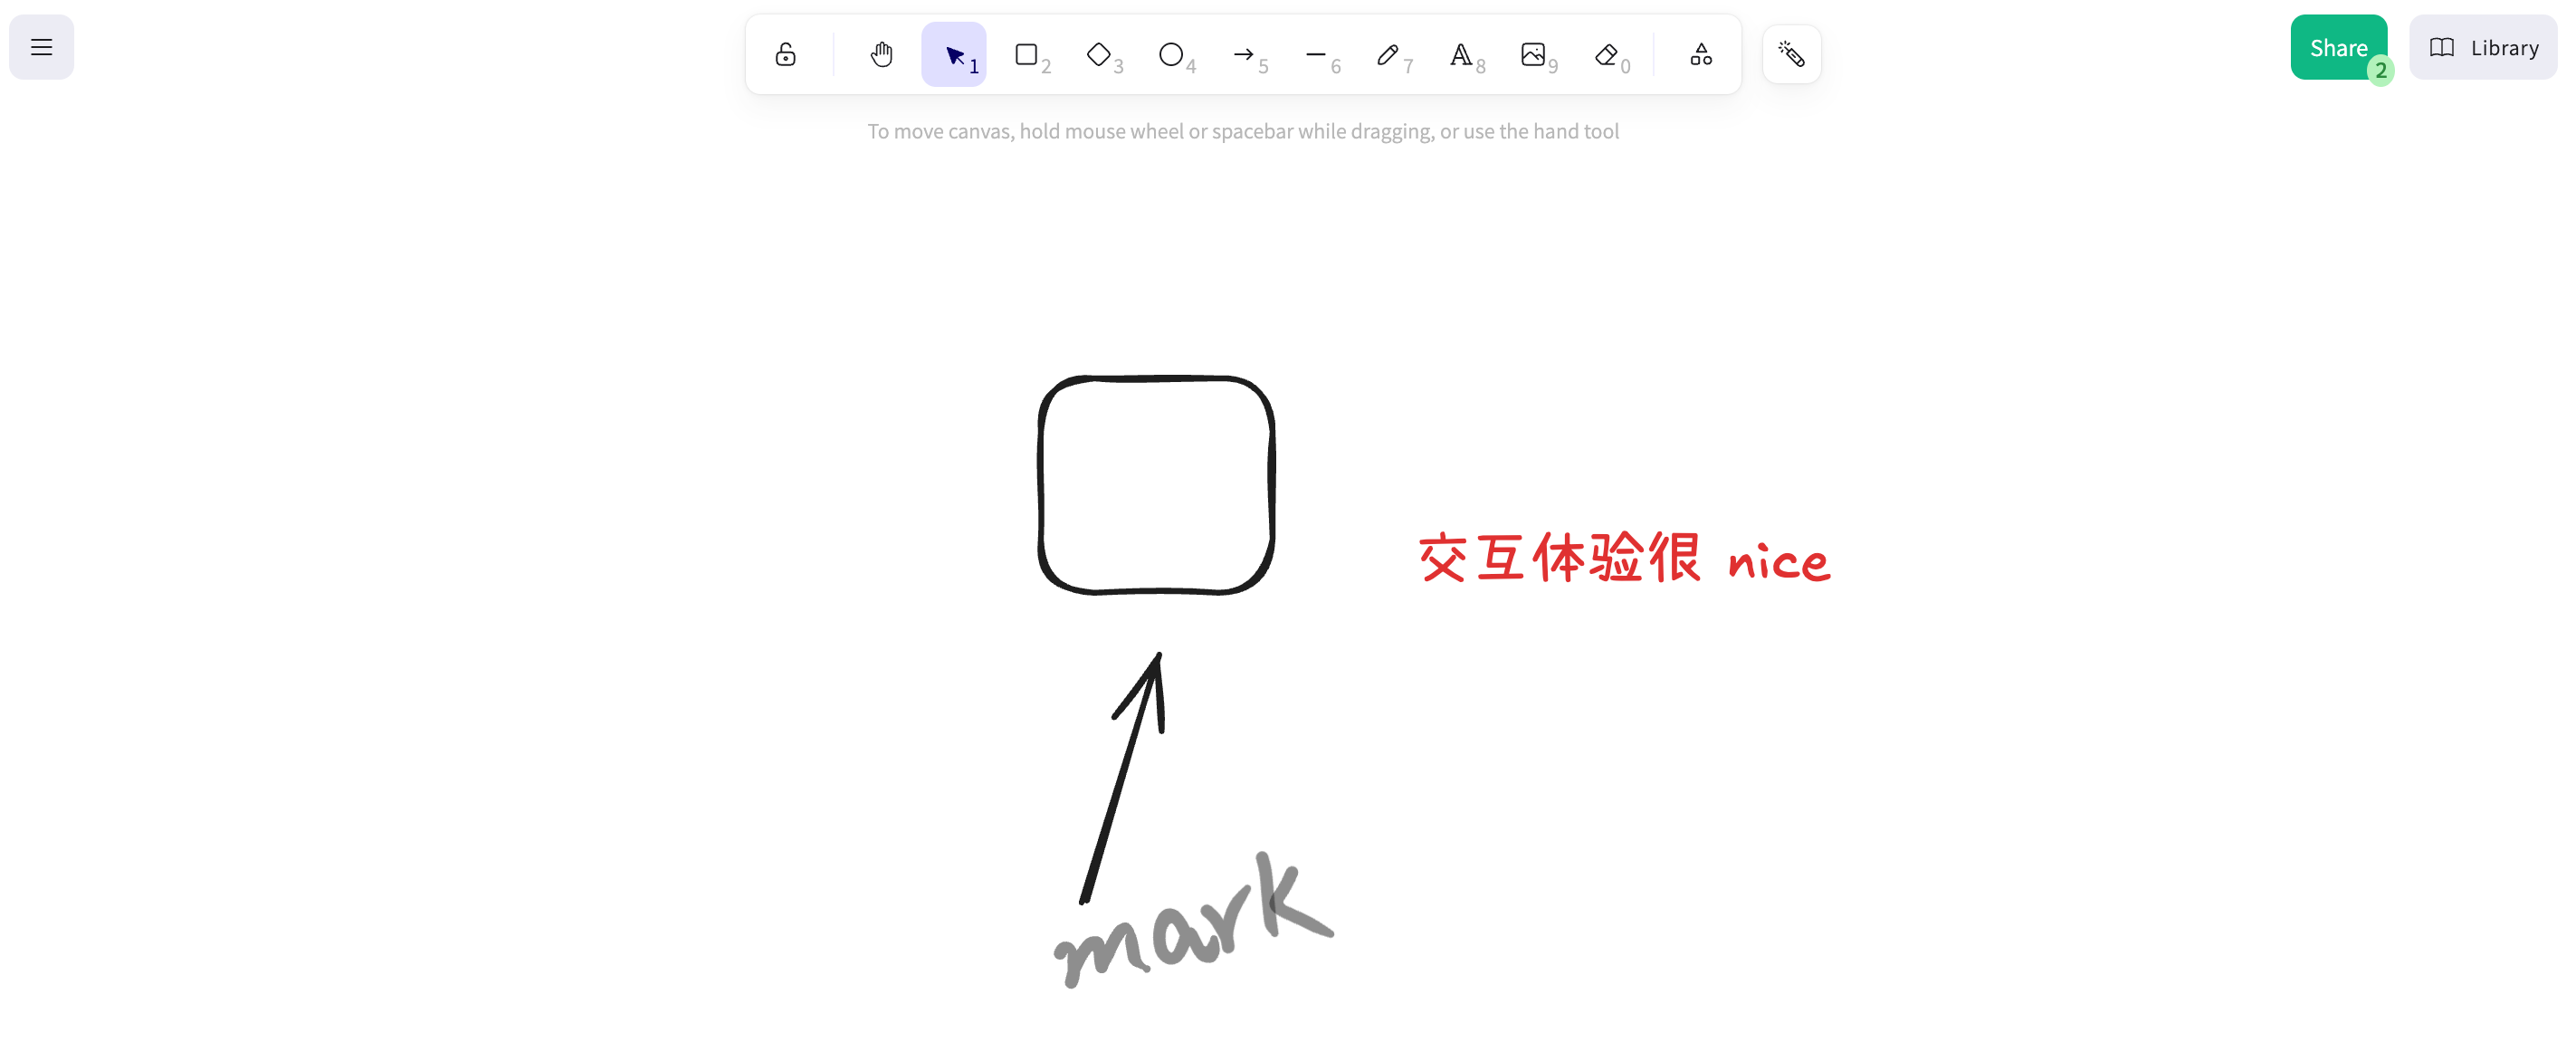 1 2 3 4 5 6 7 8 9 0
Share 2
Library
To move canvas, hold mouse wheel or spacebar while dragging, or use the hand tool
交互体验很 nice
mark